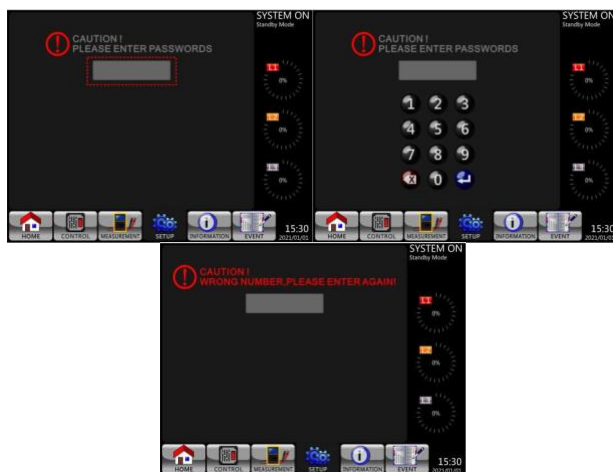 SYSTEM ON
Standby Mode
CAUTION !
PLEASE ENTER PASSWORDS
L1
0%
L2
0%
L3
0%
HOME CONTROL MEASUREMENT SETUP INFORMATION EVENT
15:30
2021/01/01
SYSTEM ON
Standby Mode
CAUTION !
PLEASE ENTER PASSWORDS
1 2 3
4 5 6
7 8 9
X 0
L1
0%
L2
0%
L3
0%
HOME CONTROL MEASUREMENT SETUP INFORMATION EVENT
15:30
2021/01/01
SYSTEM ON
Standby Mode
CAUTION !
WRONG NUMBER,PLEASE ENTER AGAIN!
L1
0%
L2
0%
L3
0%
HOME CONTROL MEASUREMENT SETUP INFORMATION EVENT
15:30
2021/01/01